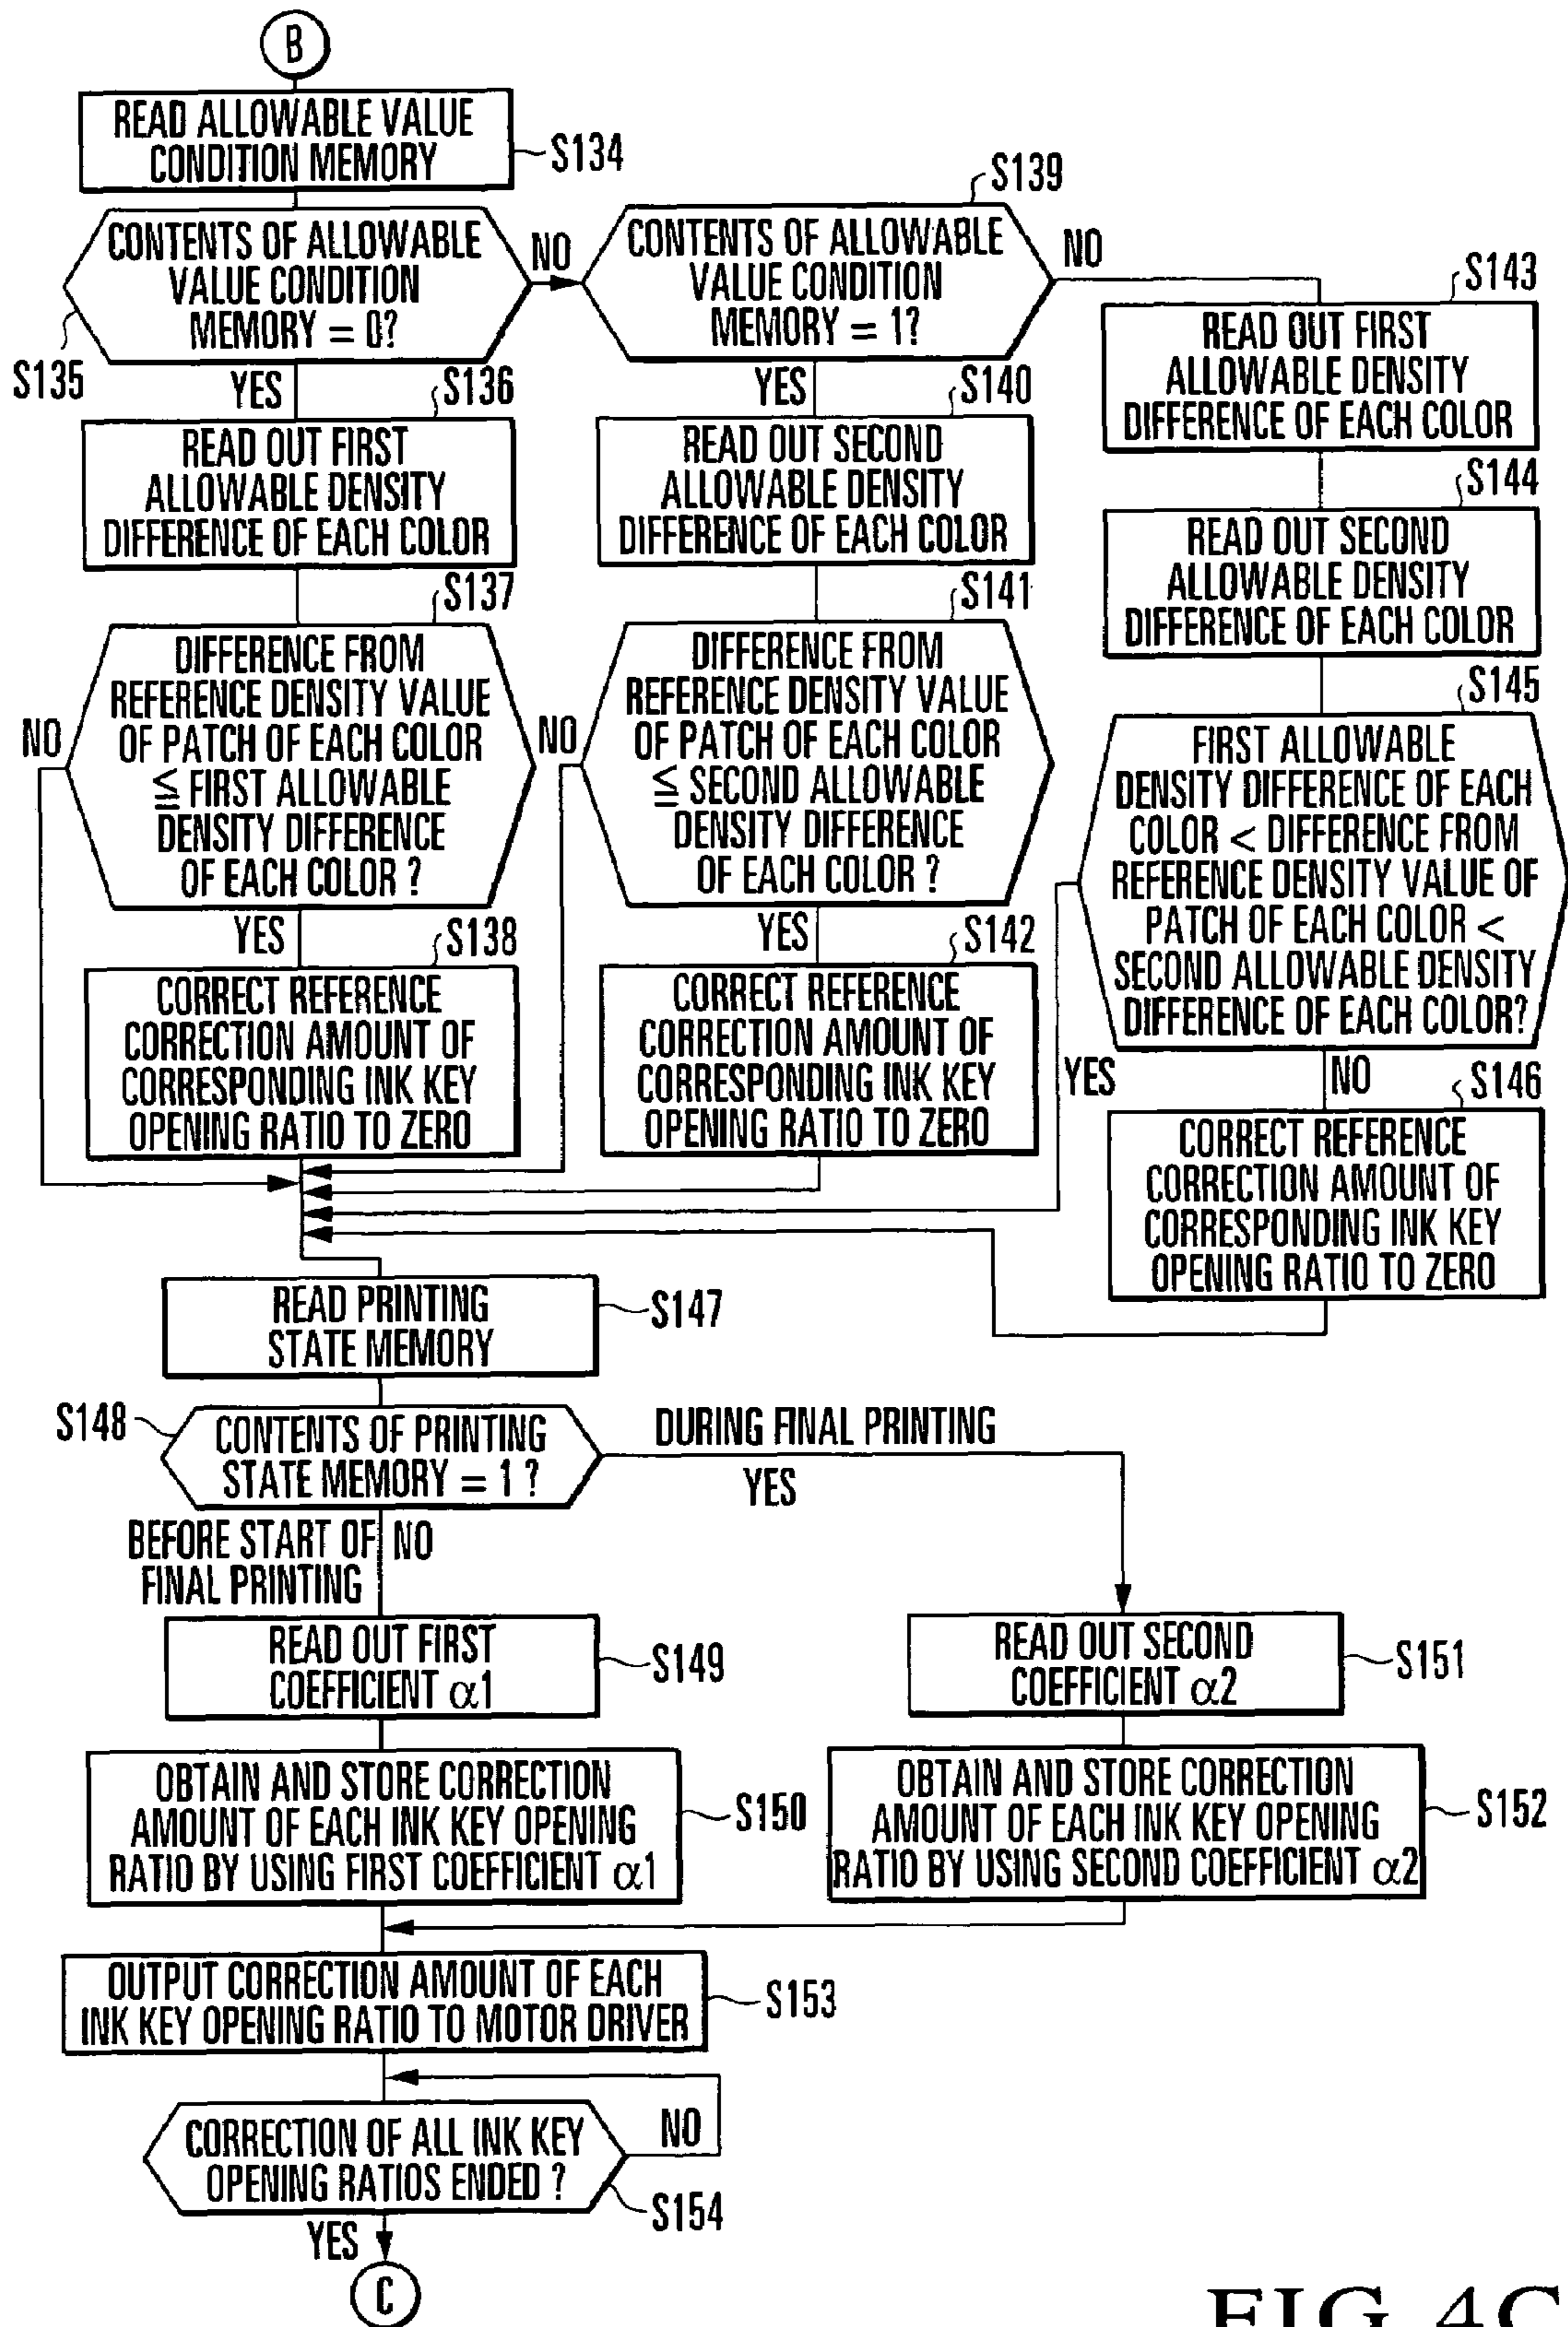 B
READ ALLOWABLE VALUE
CONDITION MEMORY
S134
CONTENTS OF ALLOWABLE
VALUE CONDITION
MEMORY = 0?
S135
NO
YES
S139
CONTENTS OF ALLOWABLE
VALUE CONDITION
MEMORY = 1?
NO
YES
S136
READ OUT FIRST
ALLOWABLE DENSITY
DIFFERENCE OF EACH COLOR
S140
READ OUT SECOND
ALLOWABLE DENSITY
DIFFERENCE OF EACH COLOR
S143
READ OUT FIRST
ALLOWABLE DENSITY
DIFFERENCE OF EACH COLOR
S144
READ OUT SECOND
ALLOWABLE DENSITY
DIFFERENCE OF EACH COLOR
S137
DIFFERENCE FROM
REFERENCE DENSITY VALUE
OF PATCH OF EACH COLOR
≦ FIRST ALLOWABLE
DENSITY DIFFERENCE
OF EACH COLOR ?
NO
YES
S141
DIFFERENCE FROM
REFERENCE DENSITY VALUE
OF PATCH OF EACH COLOR
≦ SECOND ALLOWABLE
DENSITY DIFFERENCE
OF EACH COLOR ?
NO
YES
S145
FIRST ALLOWABLE
DENSITY DIFFERENCE OF EACH
COLOR < DIFFERENCE FROM
REFERENCE DENSITY VALUE OF
PATCH OF EACH COLOR <
SECOND ALLOWABLE DENSITY
DIFFERENCE OF EACH COLOR?
YES
NO
S138
CORRECT REFERENCE
CORRECTION AMOUNT OF
CORRESPONDING INK KEY
OPENING RATIO TO ZERO
S142
CORRECT REFERENCE
CORRECTION AMOUNT OF
CORRESPONDING INK KEY
OPENING RATIO TO ZERO
S146
CORRECT REFERENCE
CORRECTION AMOUNT OF
CORRESPONDING INK KEY
OPENING RATIO TO ZERO
READ PRINTING
STATE MEMORY
S147
S148
CONTENTS OF PRINTING
STATE MEMORY = 1 ?
DURING FINAL PRINTING
YES
BEFORE START OF
FINAL PRINTING
NO
READ OUT FIRST
COEFFICIENT α1
S149
READ OUT SECOND
COEFFICIENT α2
S151
OBTAIN AND STORE CORRECTION
AMOUNT OF EACH INK KEY OPENING
RATIO BY USING FIRST COEFFICIENT α1
S150
OBTAIN AND STORE CORRECTION
AMOUNT OF EACH INK KEY OPENING
RATIO BY USING SECOND COEFFICIENT α2
S152
OUTPUT CORRECTION AMOUNT OF EACH
INK KEY OPENING RATIO TO MOTOR DRIVER
S153
CORRECTION OF ALL INK KEY
OPENING RATIOS ENDED ?
NO
S154
YES
C
FIG.4C